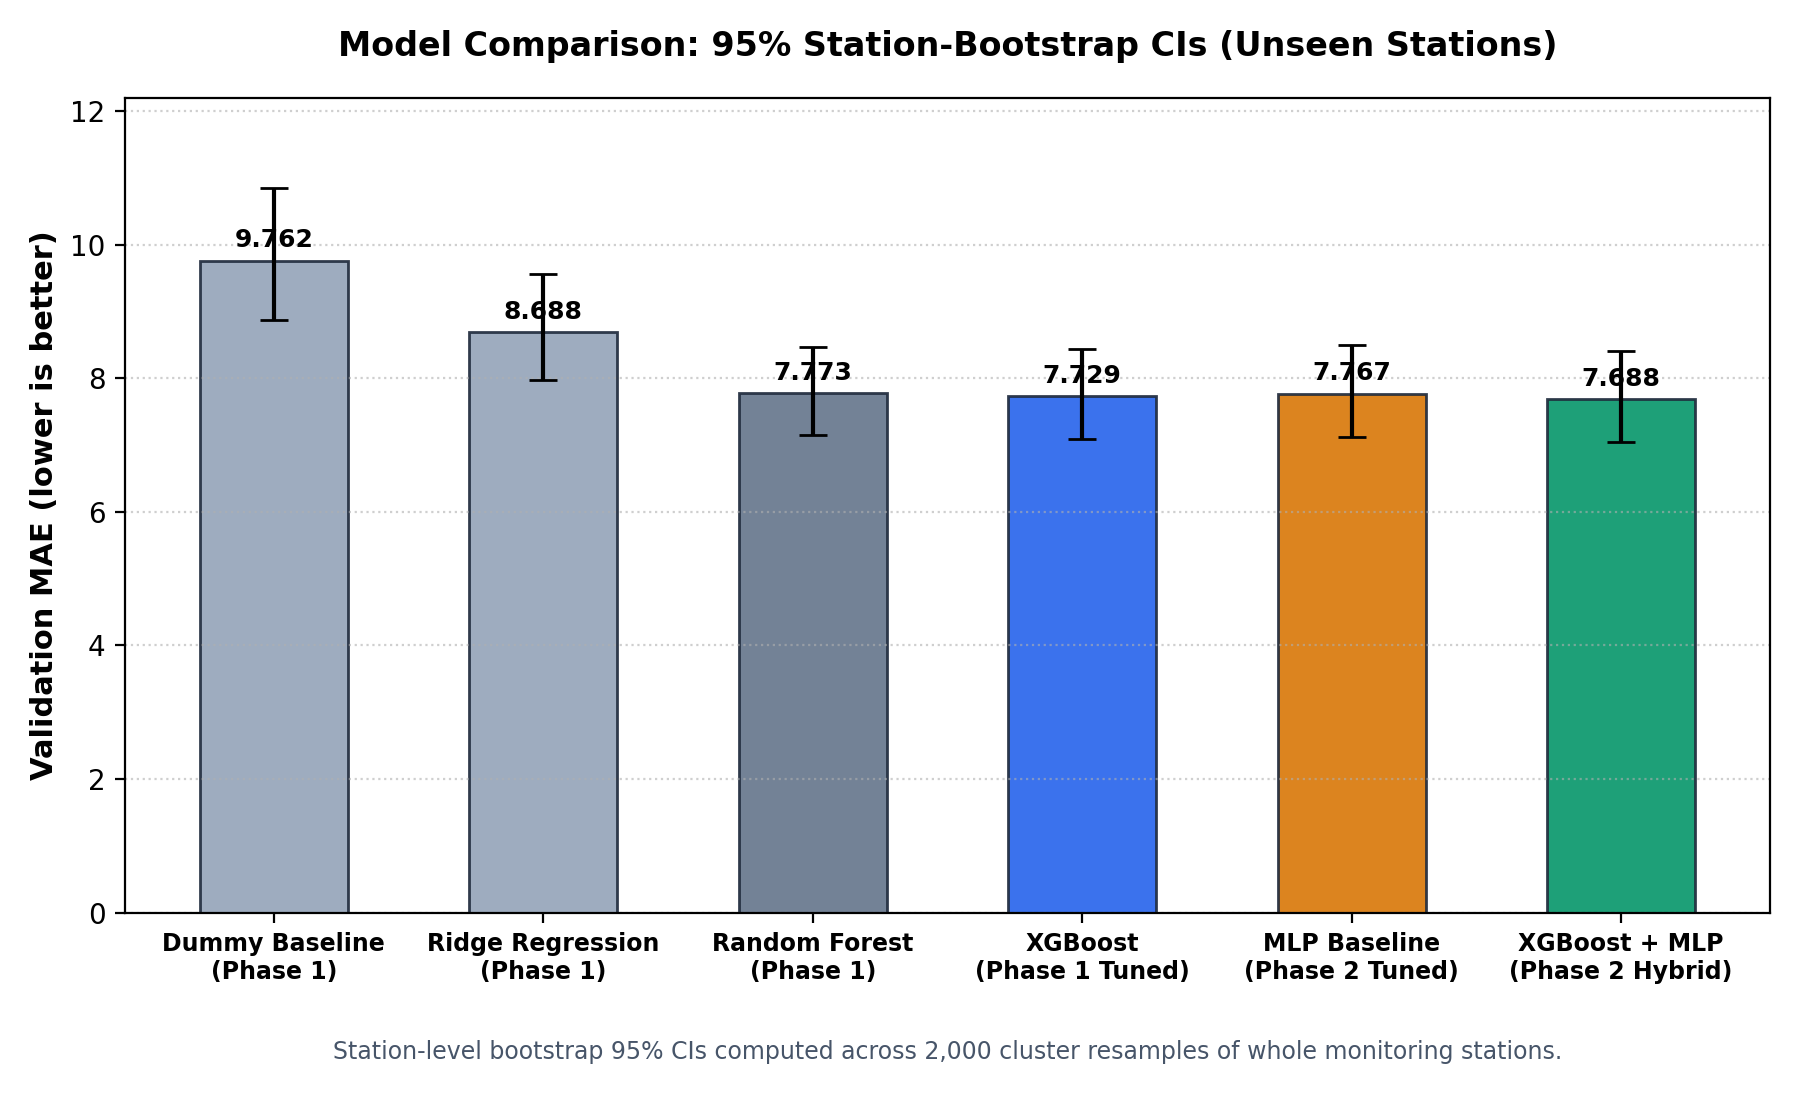 Model Comparison: 95% Station-Bootstrap CIs (Unseen Stations)
Validation MAE (lower is better)
12
10
8
6
4
2
0
9.762
8.688
7.773
7.729
7.767
7.688
Dummy Baseline
(Phase 1)
Ridge Regression
(Phase 1)
Random Forest
(Phase 1)
XGBoost
(Phase 1 Tuned)
MLP Baseline
(Phase 2 Tuned)
XGBoost + MLP
(Phase 2 Hybrid)
Station-level bootstrap 95% CIs computed across 2,000 cluster resamples of whole monitoring stations.